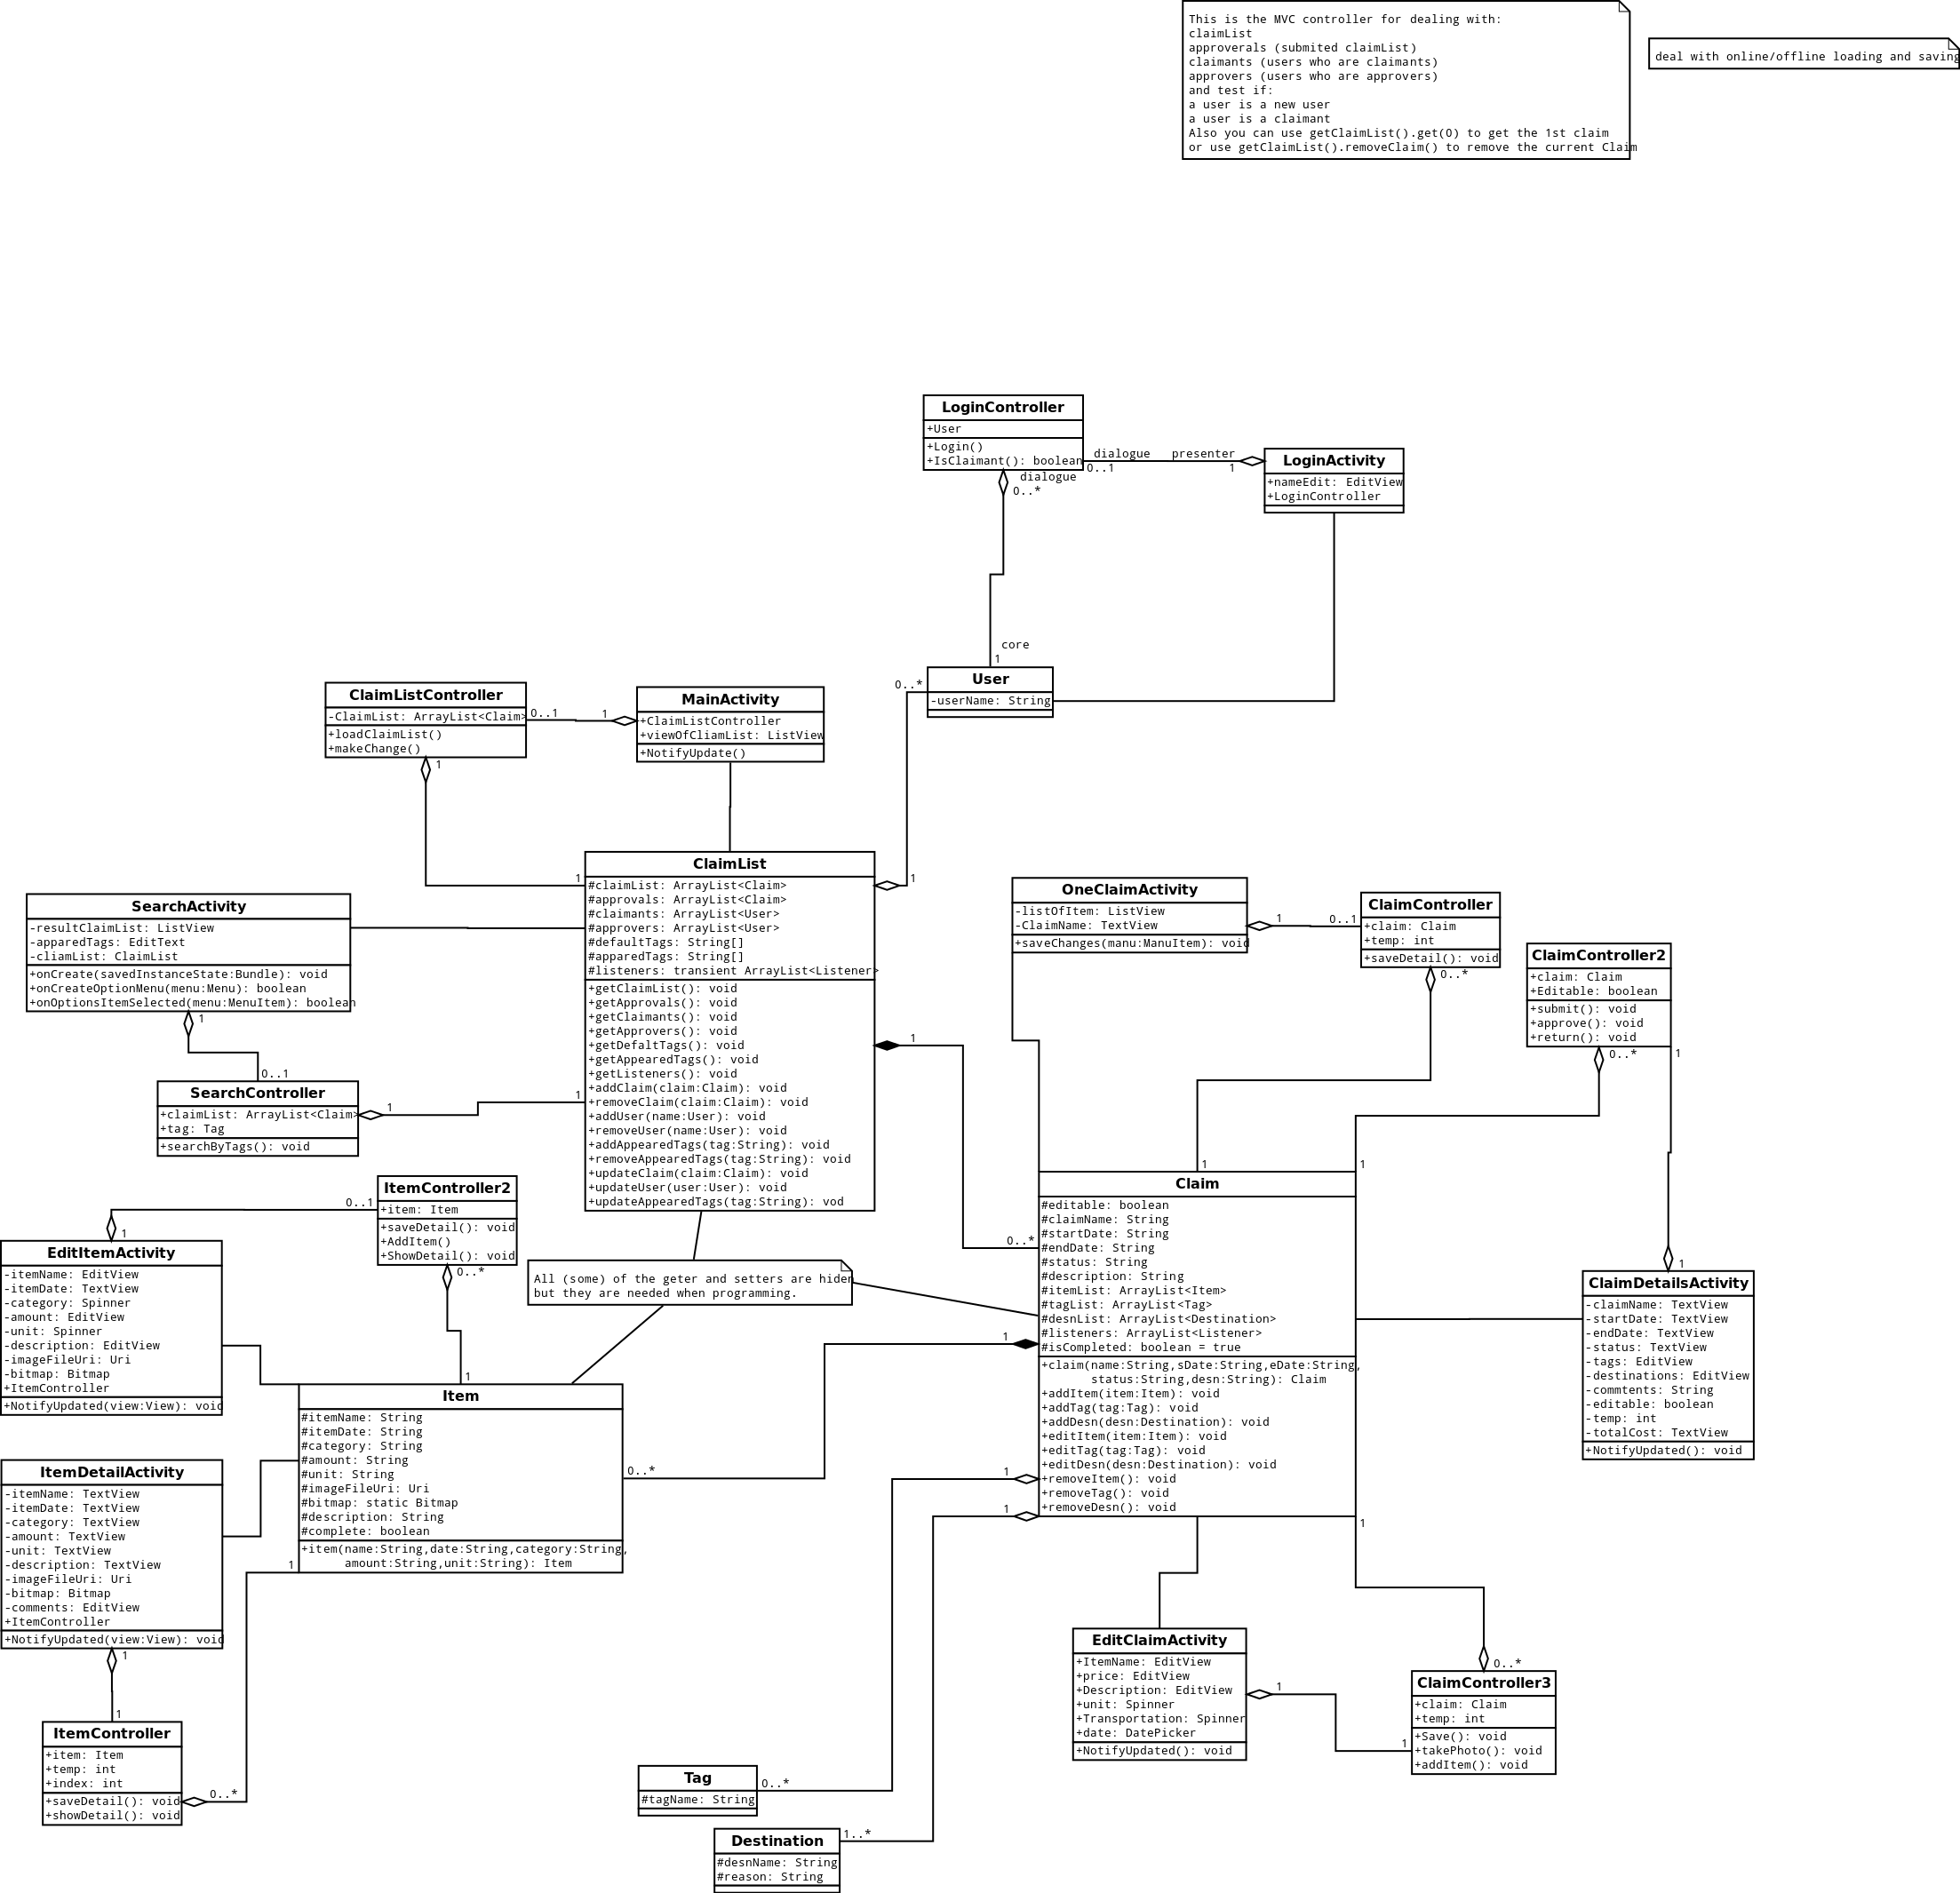 This is the MVC controller for dealing with:
claimList
approverals (submited claimList)
claimants (users who are claimants)
approvers (users who are approvers)
and test if:
a user is a new user
a user is a claimant
Also you can use getClaimList().get(0) to get the 1st claim
or use getClaimList().removeClaim() to remove the current Claim
deal with online/offline loading and saving
LoginController
+User
+Login()
+IsClaimant(): boolean
dialogue
0..1
presenter
1
dialogue
0..*
LoginActivity
+nameEdit: EditView
+LoginController
core
1
User
-userName: String
0..*
ClaimListController
-ClaimList: ArrayList<Claim>
+loadClaimList()
+makeChange()
0..1
1
1
MainActivity
+ClaimListController
+viewOfCliamList: ListView
+NotifyUpdate()
ClaimList
#claimList: ArrayList<Claim>
#approvals: ArrayList<Claim>
#claimants: ArrayList<User>
#approvers: ArrayList<User>
#defaultTags: String[]
#apparedTags: String[]
#listeners: transient ArrayList<Listener>
+getClaimList(): void
+getApprovals(): void
+getClaimants(): void
+getApprovers(): void
+getDefaltTags(): void
+getAppearedTags(): void
+getListeners(): void
+addClaim(claim:Claim): void
+removeClaim(claim:Claim): void
+addUser(name:User): void
+removeUser(name:User): void
+addAppearedTags(tag:String): void
+removeAppearedTags(tag:String): void
+updateClaim(claim:Claim): void
+updateUser(user:User): void
+updateAppearedTags(tag:String): vod
1
1
1
1
SearchActivity
-resultClaimList: ListView
-apparedTags: EditText
-cliamList: ClaimList
+onCreate(savedInstanceState:Bundle): void
+onCreateOptionMenu(menu:Menu): boolean
+onOptionsItemSelected(menu:MenuItem): boolean
1
0..1
SearchController
+claimList: ArrayList<Claim>
+tag: Tag
+searchByTags(): void
1
OneClaimActivity
-listOfItem: ListView
-ClaimName: TextView
+saveChanges(manu:ManuItem): void
1
0..1
ClaimController
+claim: Claim
+temp: int
+saveDetail(): void
0..*
ClaimController2
+claim: Claim
+Editable: boolean
+submit(): void
+approve(): void
+return(): void
0..*
1
ItemController2
+item: Item
+saveDetail(): void
+AddItem()
+ShowDetail(): void
0..1
1
0..*
EditItemActivity
-itemName: EditView
-itemDate: TextView
-category: Spinner
-amount: EditView
-unit: Spinner
-description: EditView
-imageFileUri: Uri
-bitmap: Bitmap
+ItemController
+NotifyUpdated(view:View): void
All (some) of the geter and setters are hiden
but they are needed when programming.
1
1
0..*
Claim
#editable: boolean
#claimName: String
#startDate: String
#endDate: String
#status: String
#description: String
#itemList: ArrayList<Item>
#tagList: ArrayList<Tag>
#desnList: ArrayList<Destination>
#listeners: ArrayList<Listener>
#isCompleted: boolean = true
+claim(name:String,sDate:String,eDate:String,
status:String,desn:String): Claim
+addItem(item:Item): void
+addTag(tag:Tag): void
+addDesn(desn:Destination): void
+editItem(item:Item): void
+editTag(tag:Tag): void
+editDesn(desn:Destination): void
+removeItem(): void
+removeTag(): void
+removeDesn(): void
1
1
1
1
1
ClaimDetailsActivity
-claimName: TextView
-startDate: TextView
-endDate: TextView
-status: TextView
-tags: EditView
-destinations: EditView
-commtents: String
-editable: boolean
-temp: int
-totalCost: TextView
+NotifyUpdated(): void
1
Item
#itemName: String
#itemDate: String
#category: String
#amount: String
#unit: String
#imageFileUri: Uri
#bitmap: static Bitmap
#description: String
#complete: boolean
+item(name:String,date:String,category:String,
amount:String,unit:String): Item
0..*
1
ItemDetailActivity
-itemName: TextView
-itemDate: TextView
-category: TextView
-amount: TextView
-unit: TextView
-description: TextView
-imageFileUri: Uri
-bitmap: Bitmap
-comments: EditView
+ItemController
+NotifyUpdated(view:View): void
1
1
ItemController
+item: Item
+temp: int
+index: int
+saveDetail(): void
+showDetail(): void
0..*
EditClaimActivity
+ItemName: EditView
+price: EditView
+Description: EditView
+unit: Spinner
+Transportation: Spinner
+date: DatePicker
+NotifyUpdated(): void
1
1
0..*
ClaimController3
+claim: Claim
+temp: int
+Save(): void
+takePhoto(): void
+addItem(): void
Tag
#tagName: String
0..*
Destination
#desnName: String
#reason: String
1..*